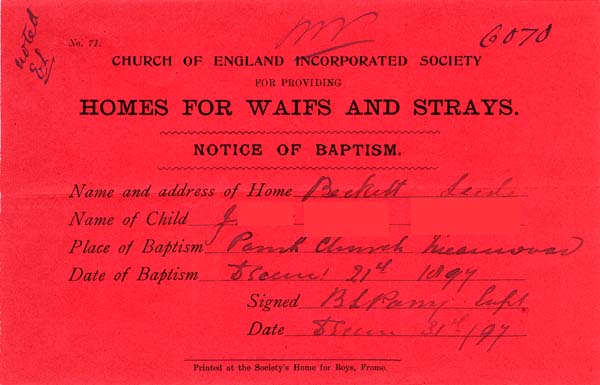 noted
No. 71.
6070
CHURCH OF ENGLAND INCORPORATED SOCIETY
FOR PROVIDING
HOMES FOR WAIFS AND STRAYS.
NOTICE OF BAPTISM.
Name and address of Home Beckett Leeds
Name of Child J
Place of Baptism Parish Church Meanwood
Date of Baptism 21st 1897
Signed Supt
Date 31st /97
Printed at the Society's Home for Boys, Frome.